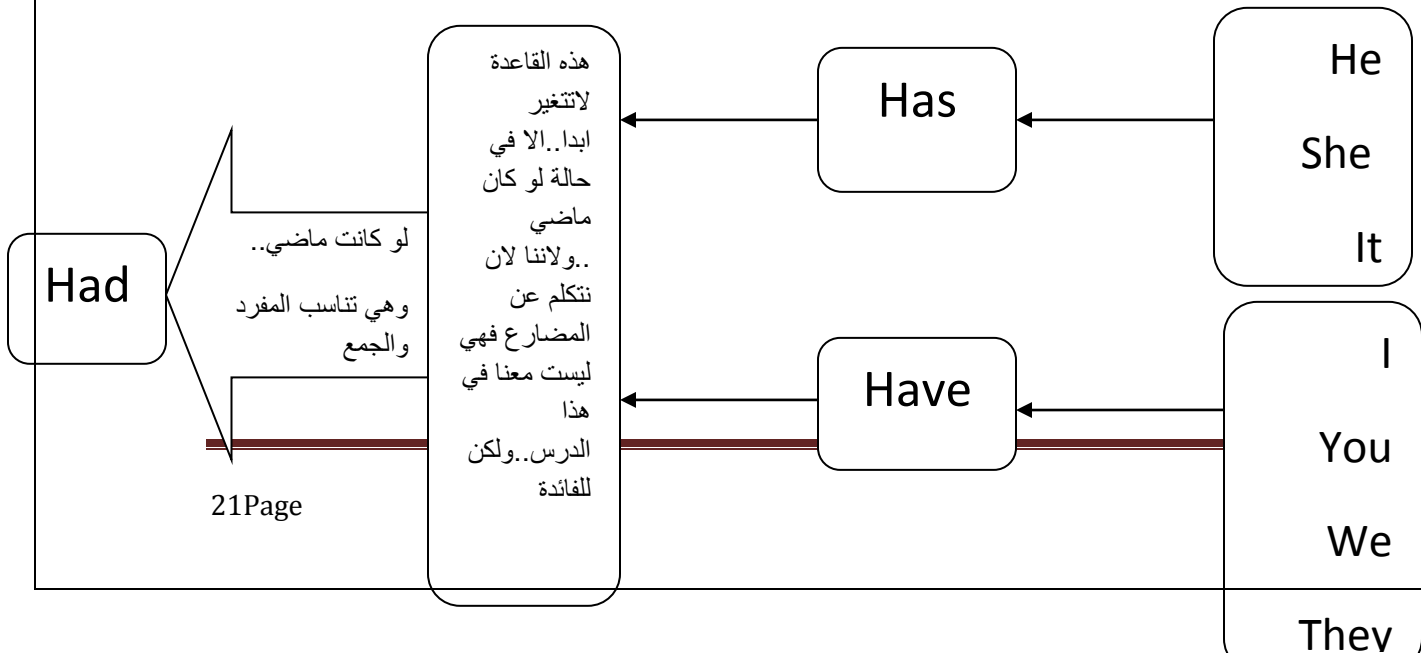 He
She
It
Has
I
You
We
They
Have
هذه القاعدة
لاتتغير
ابدا..الا في
حالة لو كان
ماضي
..ولاننا لان
نتكلم عن
المضارع فهي
ليست معنا في
هذا
الدرس..ولكن
للفائدة
لو كانت ماضي..
وهي تناسب المفرد
والجمع
Had
21Page